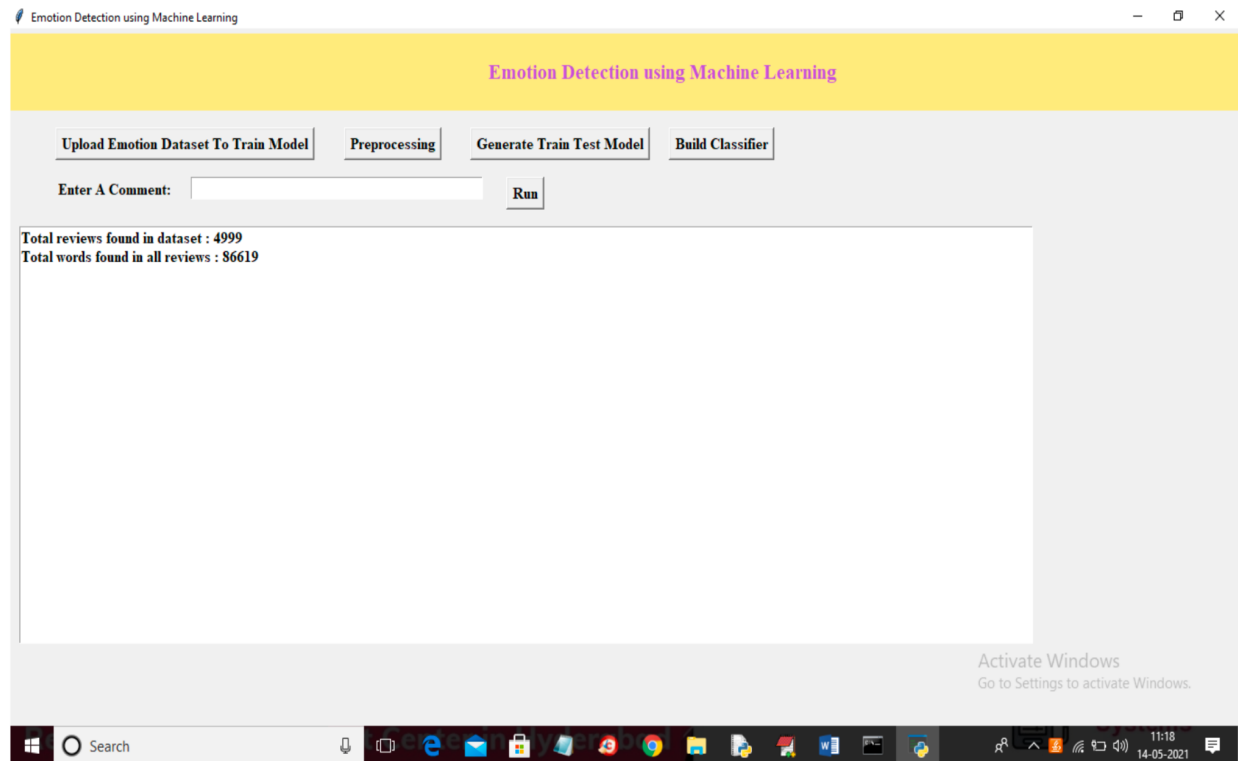 Emotion Detection using Machine Learning
Emotion Detection using Machine Learning
Upload Emotion Dataset To Train Model
Preprocessing
Generate Train Test Model
Build Classifier
Enter A Comment:
Run
Total reviews found in dataset : 4999
Total words found in all reviews : 86619
Activate Windows
Go to Settings to activate Windows.
Search
11:18
14-05-2021